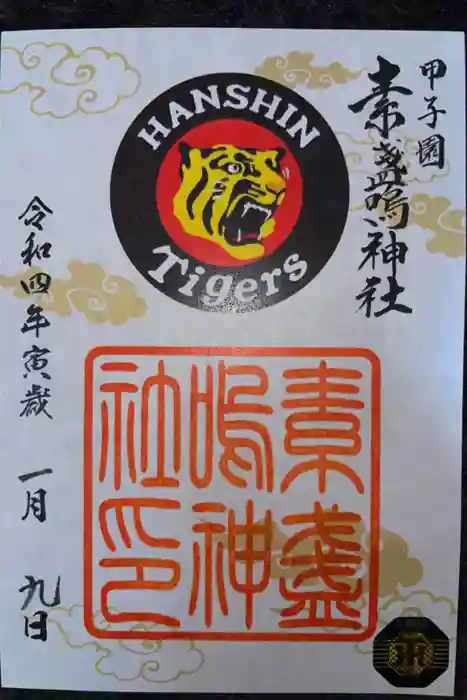 甲子園
素盞嗚神社
HANSHIN
Tigers
素盞
嗚神
社印
令和四年寅歳 一月 九日